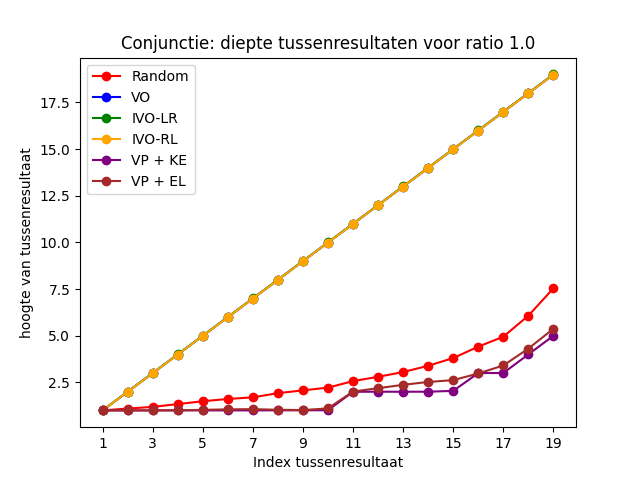 Conjunctie: diepte tussenresultaten voor ratio 1.0
Random
VO
IVO-LR
IVO-RL
VP + KE
VP + EL
hoogte van tussenresultaat
17.5
15.0
12.5
10.0
7.5
5.0
2.5
1 3 5 7 9 11 13 15 17 19
Index tussenresultaat